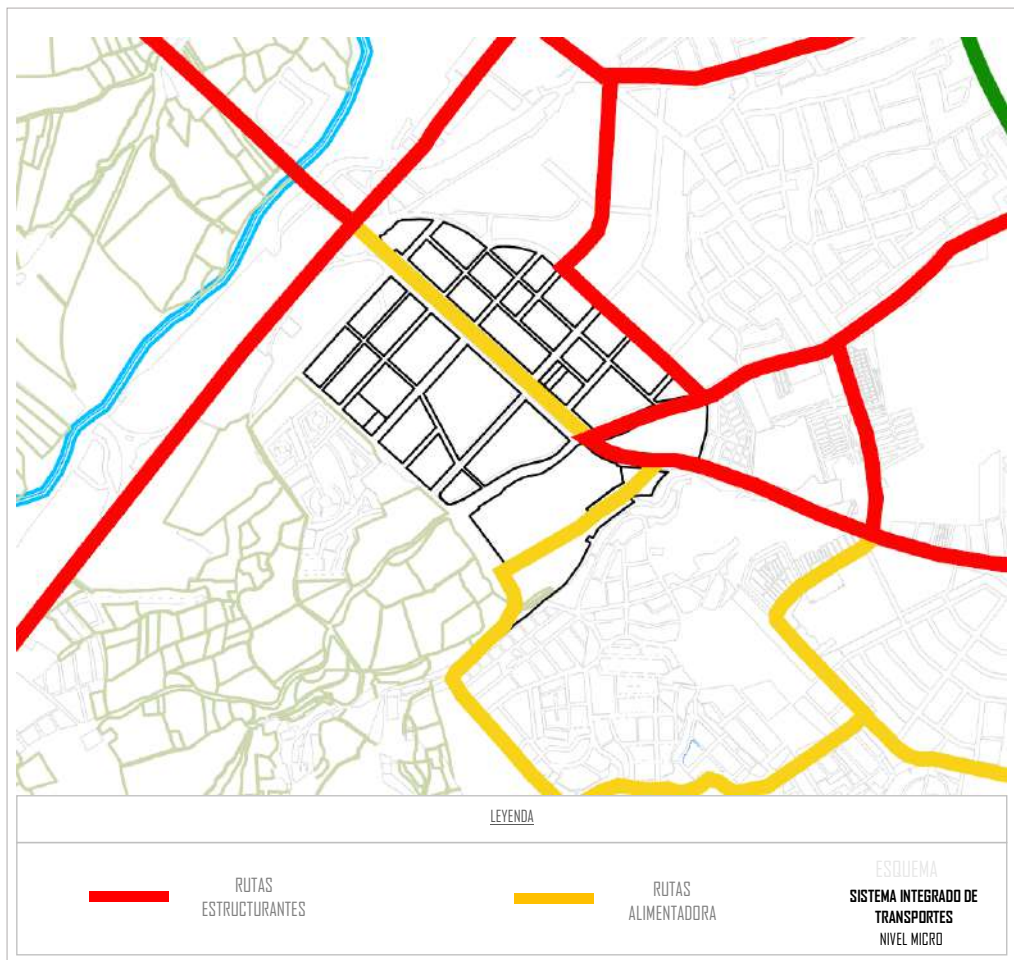 LEYENDA
RUTAS
ESTRUCTURANTES
RUTAS
ALIMENTADORA
ESQUEMA
SISTEMA INTEGRADO DE
TRANSPORTES
NIVEL MICRO